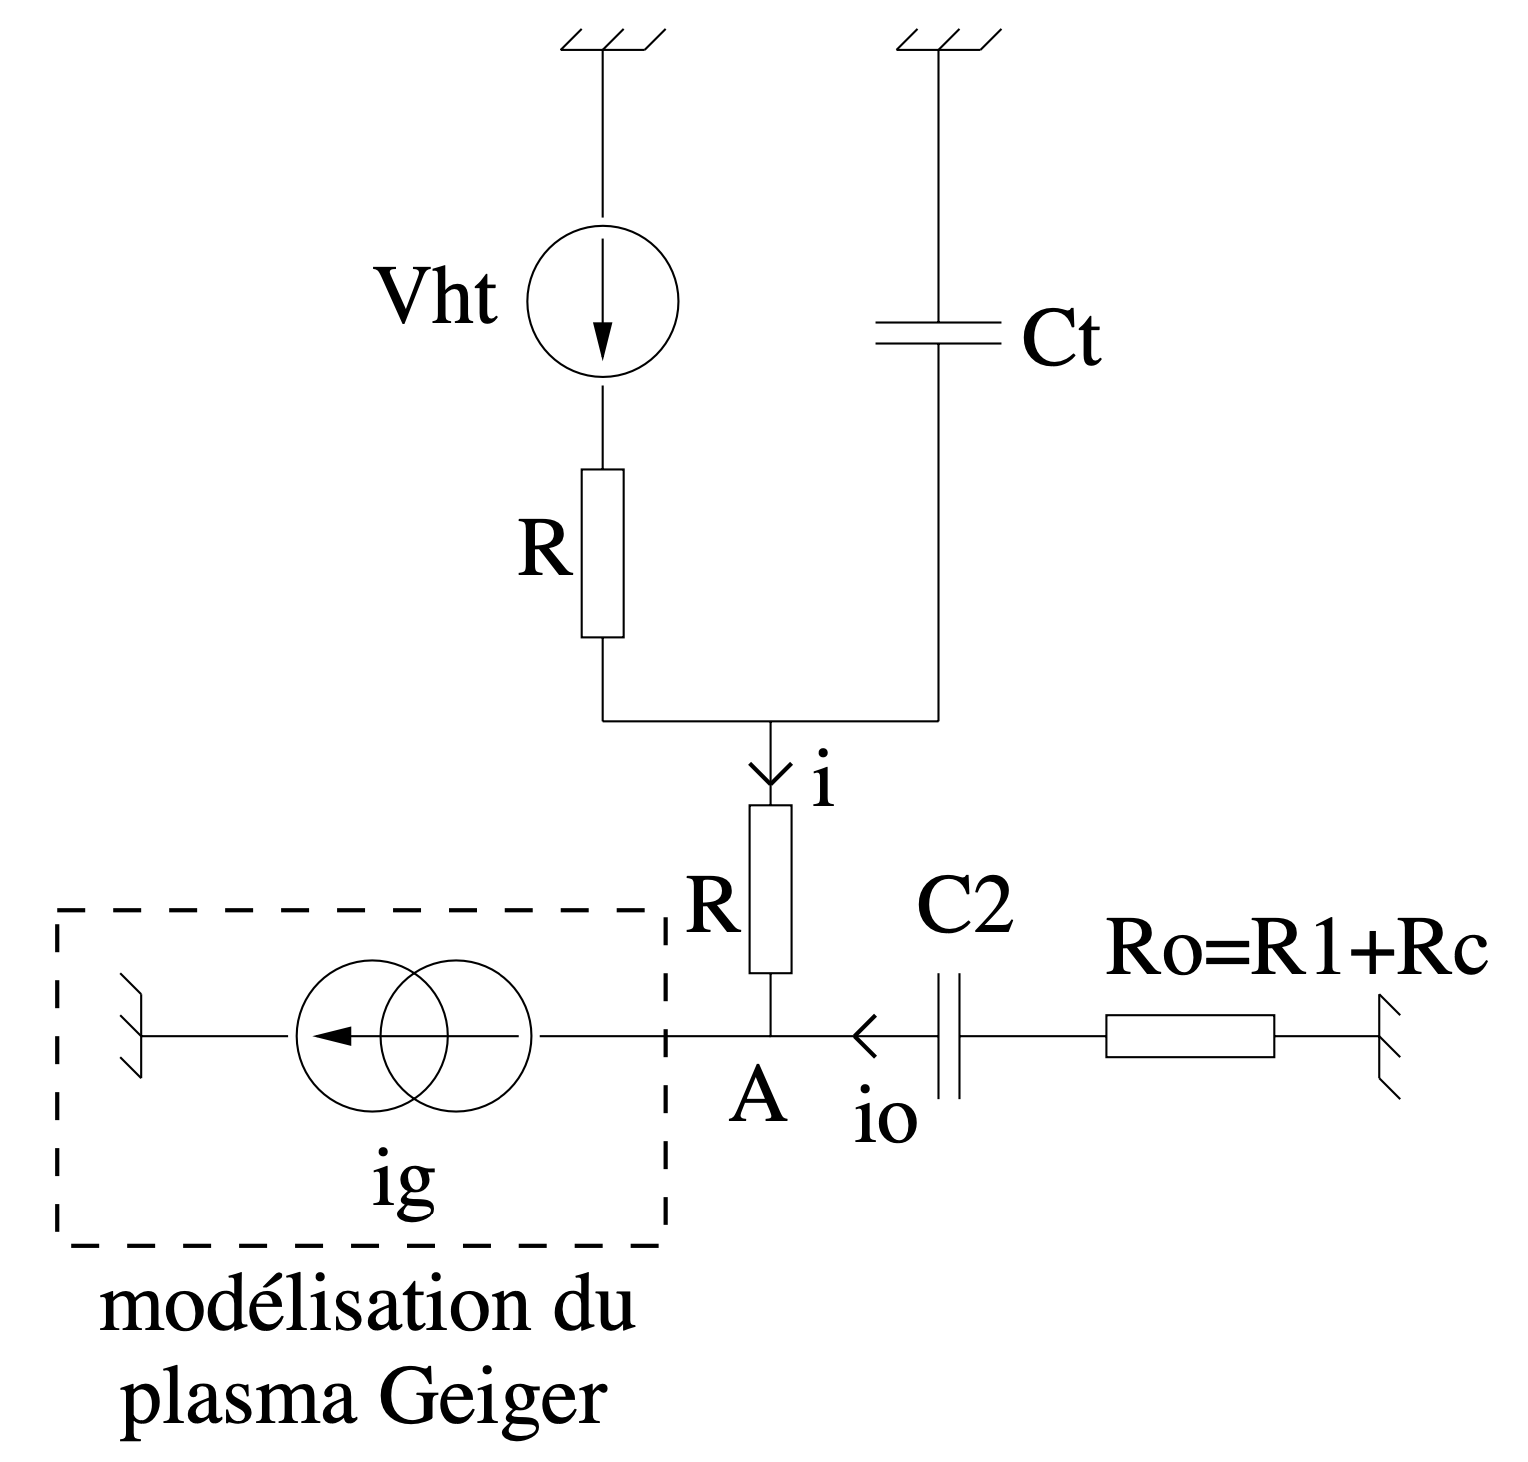 Vht
Ct
R
i
R
C2
Ro=R1+Rc
A
io
ig
modélisation du
plasma Geiger